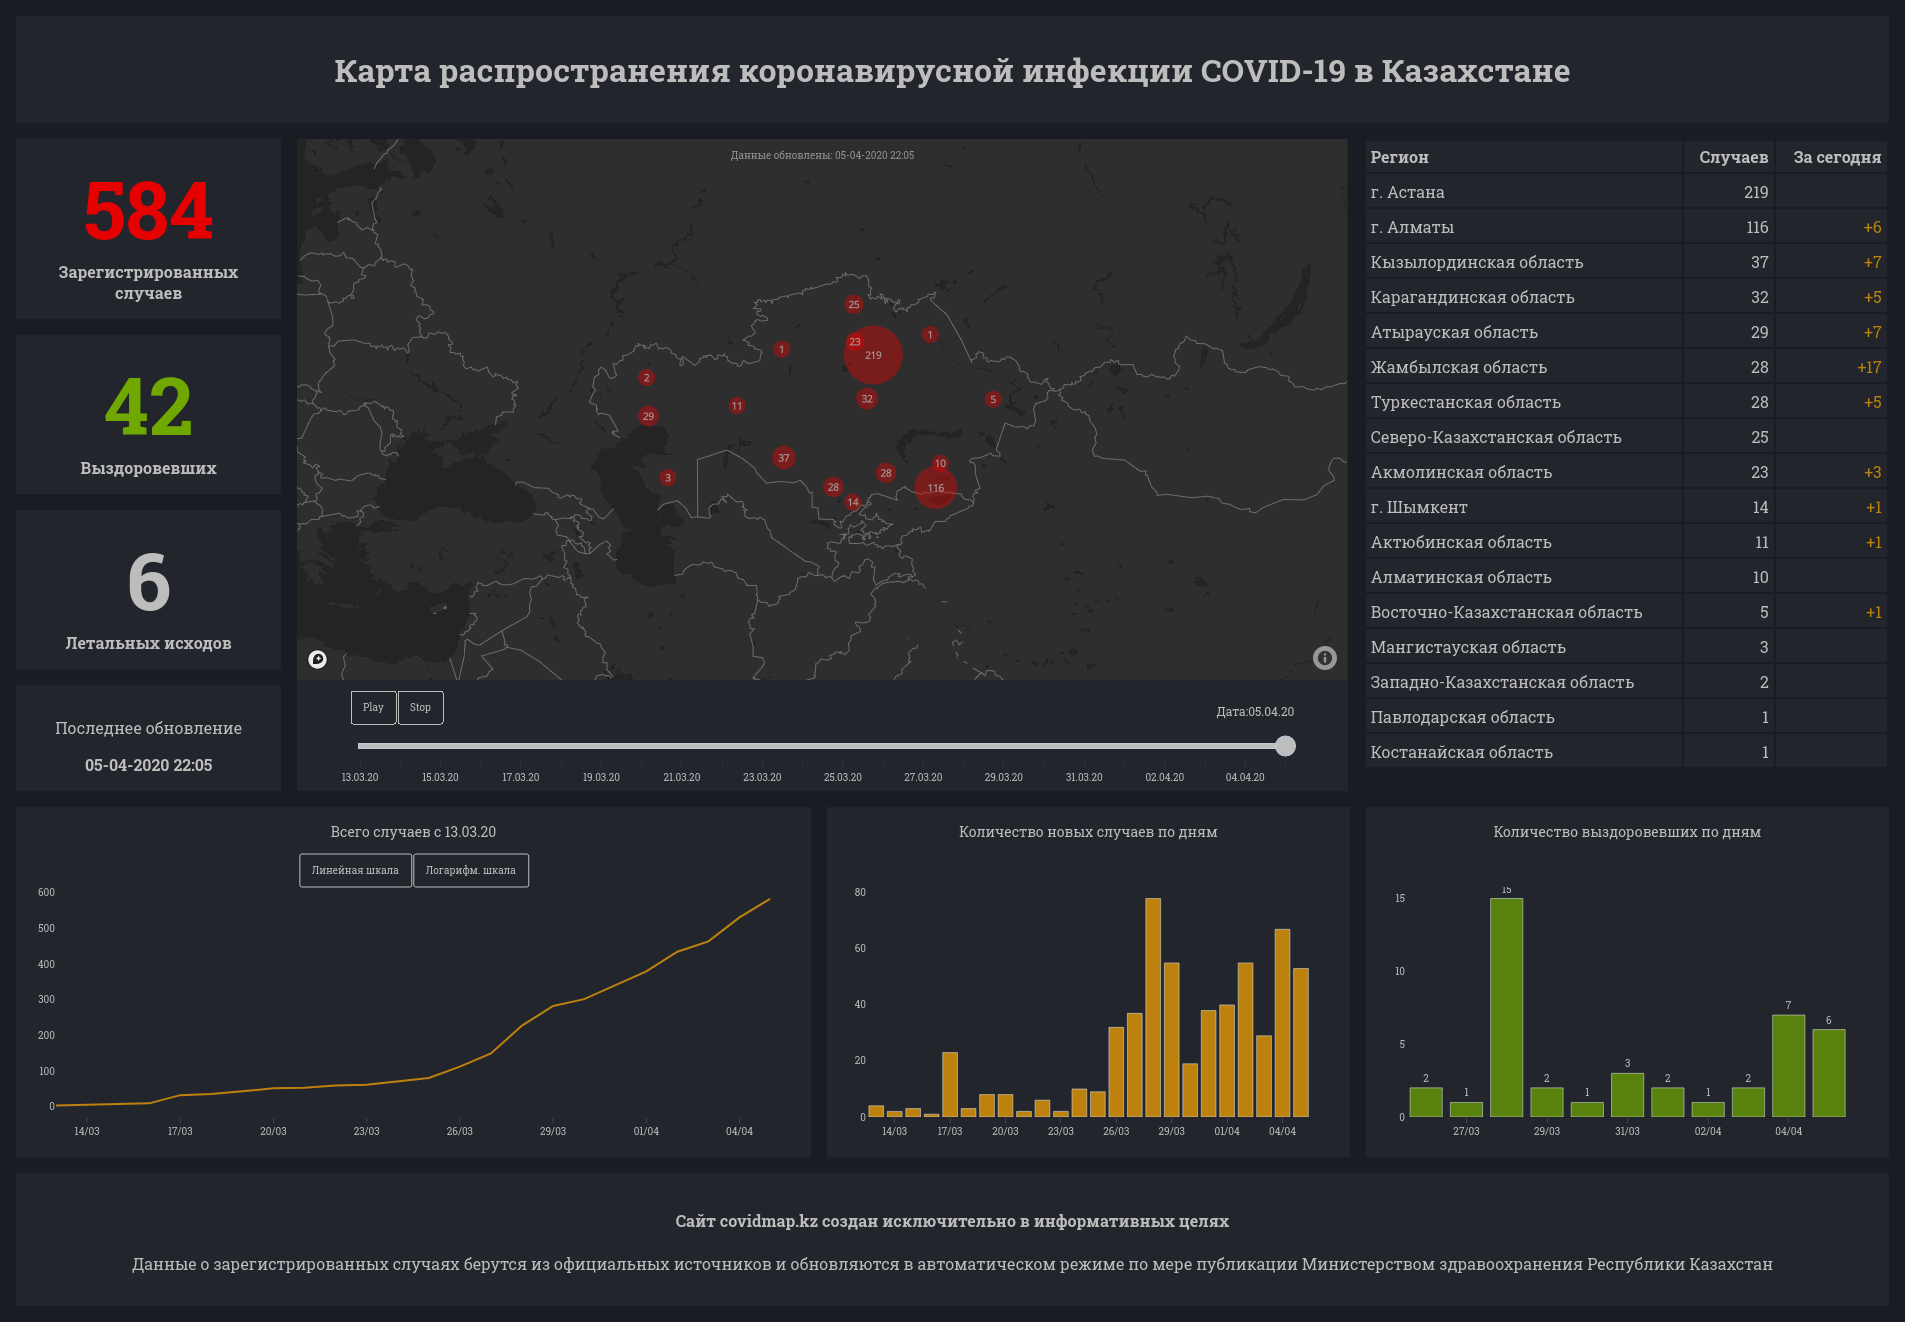 Карта распространения коронавирусной инфекции COVID-19 в Казахстане
584
Зарегистрированных
случаев
42
Выздоровевших
6
Летальных исходов
Последнее обновление
05-04-2020 22:05
Данные обновлены: 05-04-2020 22:05
25
1
23
219
1
2
32
5
11
29
37
10
28
3
28
116
14
Play
Stop
Дата:05.04.20
13.03.20 15.03.20 17.03.20 19.03.20 21.03.20 23.03.20 25.03.20 27.03.20 29.03.20 31.03.20 02.04.20 04.04.20
Регион Случаев За сегодня
г. Астана 219
г. Алматы 116 +6
Кызылординская область 37 +7
Карагандинская область 32 +5
Атырауская область 29 +7
Жамбылская область 28 +17
Туркестанская область 28 +5
Северо-Казахстанская область 25
Акмолинская область 23 +3
г. Шымкент 14 +1
Актюбинская область 11 +1
Алматинская область 10
Восточно-Казахстанская область 5 +1
Мангистауская область 3
Западно-Казахстанская область 2
Павлодарская область 1
Костанайская область 1
Всего случаев с 13.03.20
Линейная шкала
Логарифм. шкала
600
500
400
300
200
100
0
14/03 17/03 20/03 23/03 26/03 29/03 01/04 04/04
Количество новых случаев по дням
80
60
40
20
0
14/03 17/03 20/03 23/03 26/03 29/03 01/04 04/04
Количество выздоровевших по дням
15
10
5
0
2 1 15 2 1 3 2 1 2 7 6
27/03 29/03 31/03 02/04 04/04
Сайт covidmap.kz создан исключительно в информативных целях
Данные о зарегистрированных случаях берутся из официальных источников и обновляются в автоматическом режиме по мере публикации Министерством здравоохранения Республики Казахстан